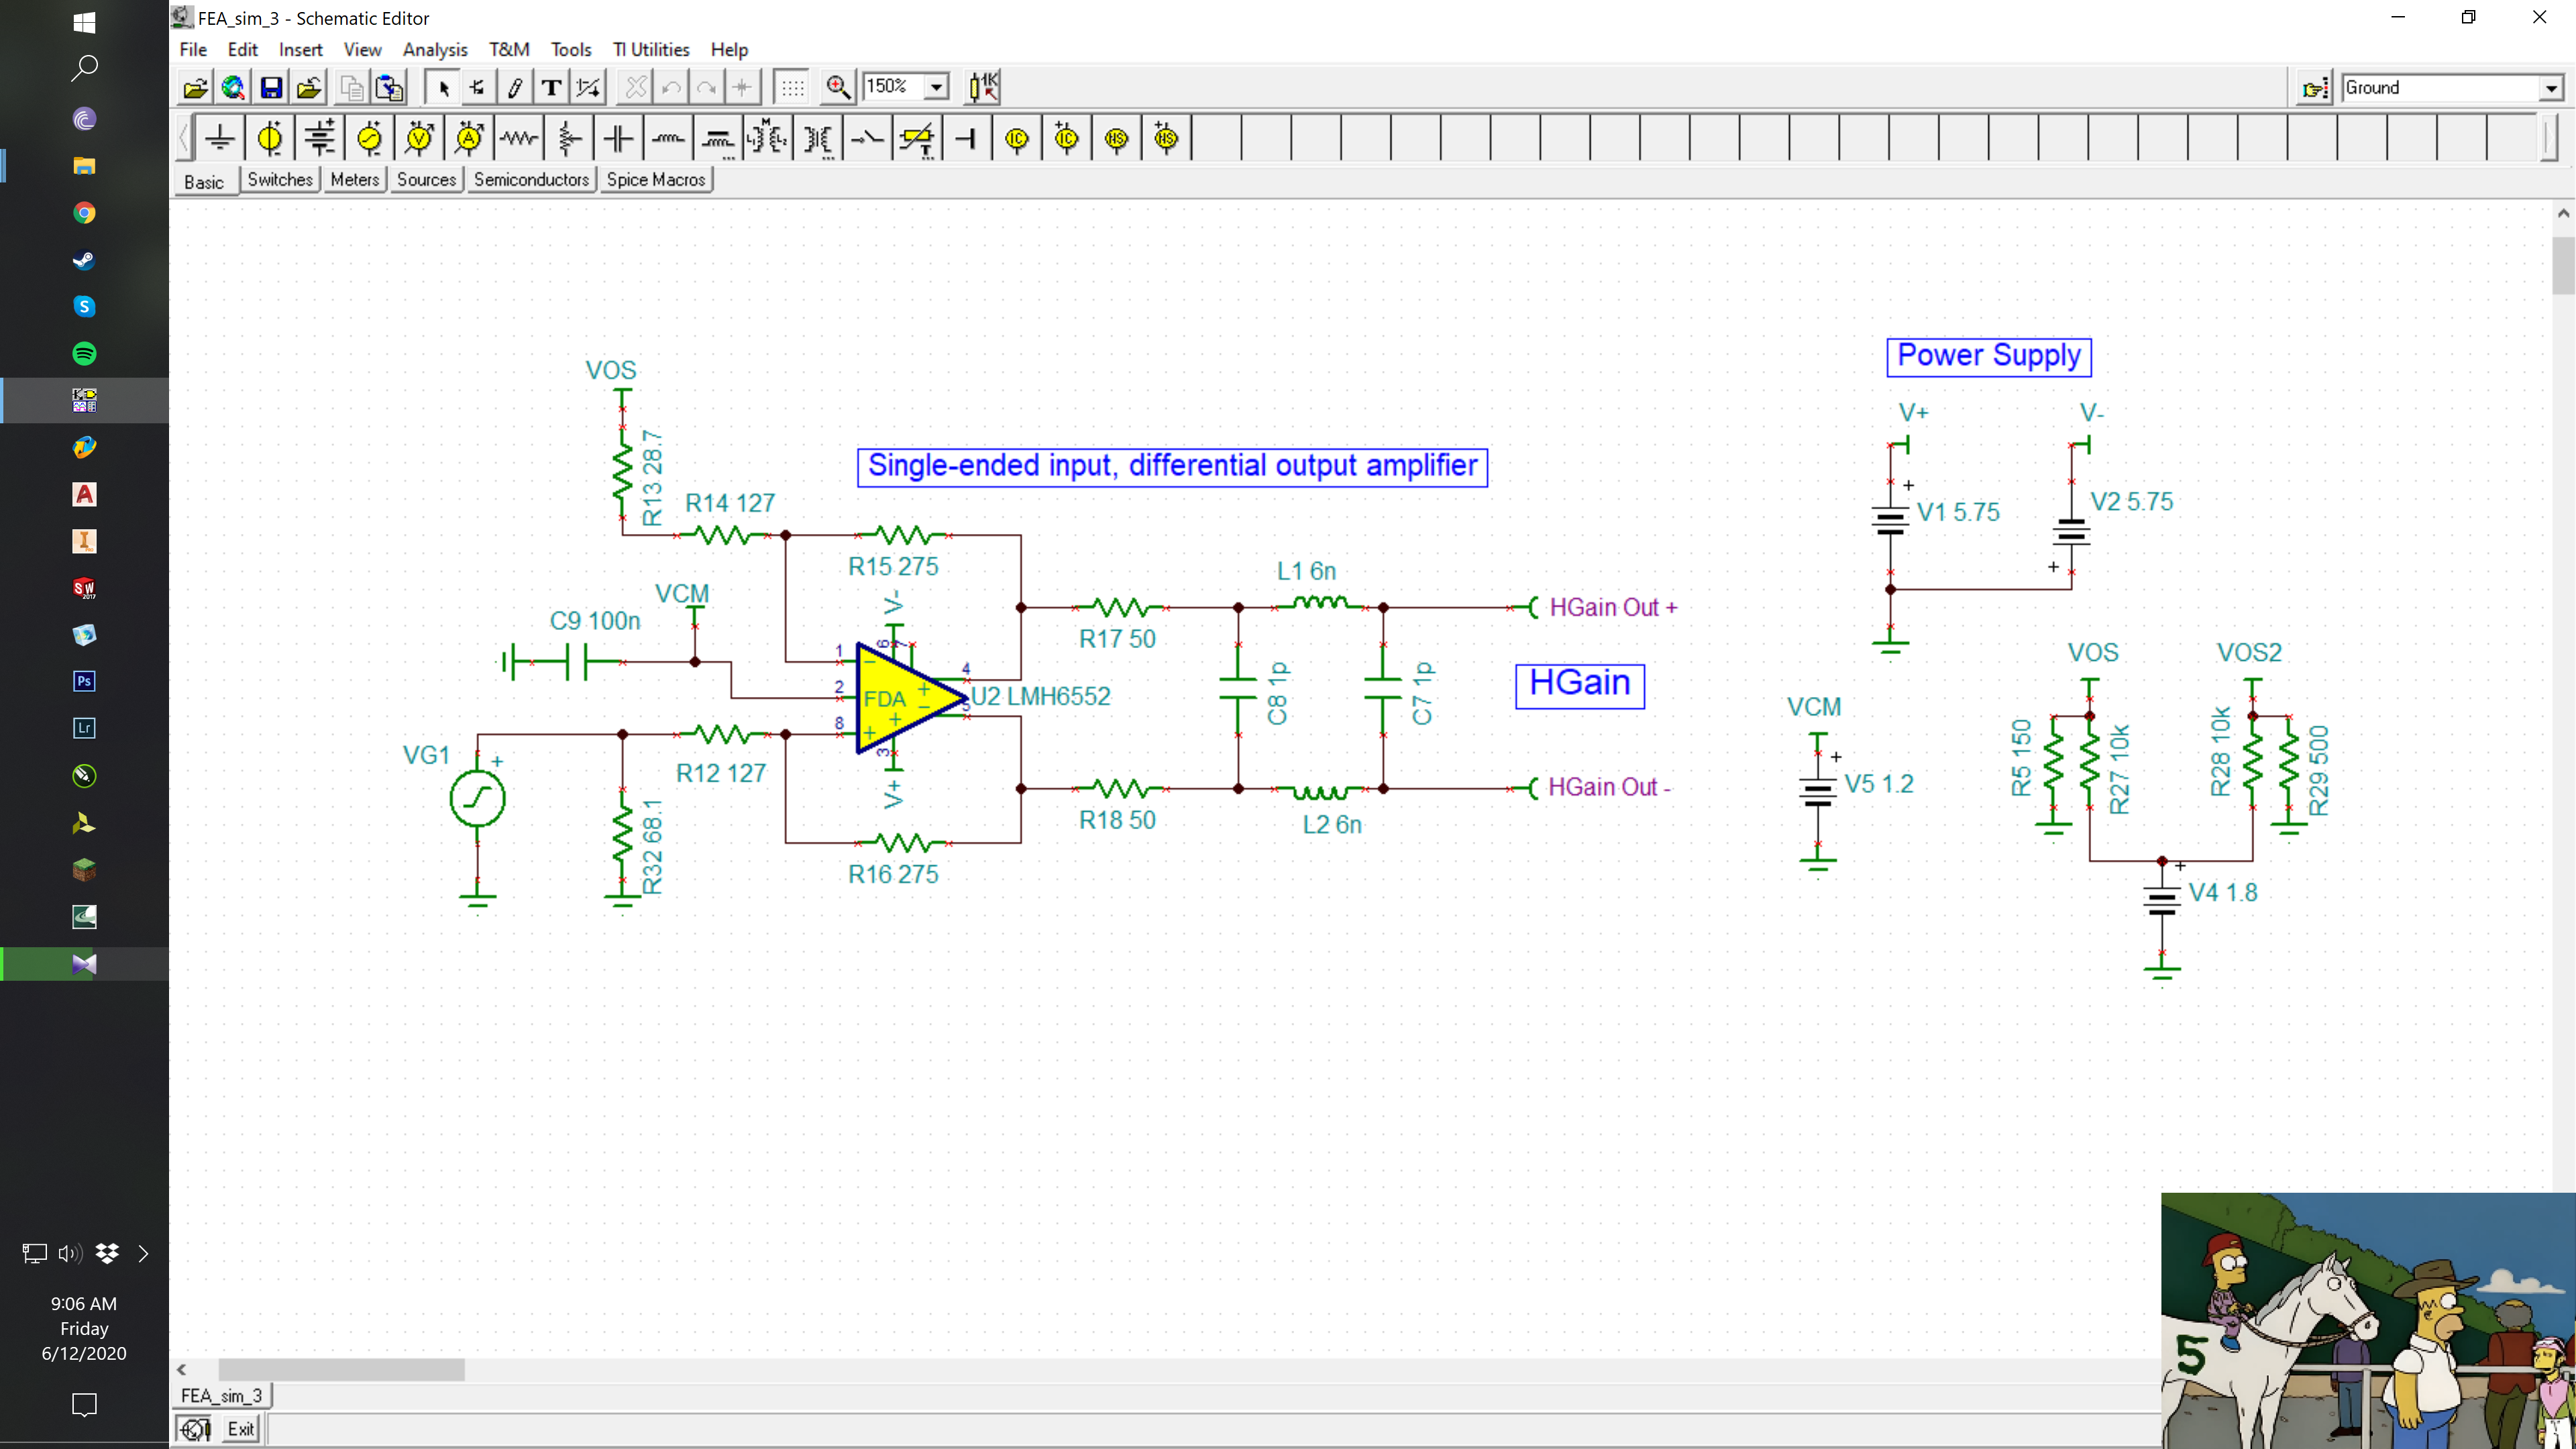 FEA_sim_3 - Schematic Editor
File Edit Insert View Analysis T&M Tools TI Utilities Help
150%
1K
Ground
Basic Switches Meters Sources Semiconductors Spice Macros
Power Supply
VOS
V+ V-
R13 28.7
Single-ended input, differential output amplifier
R14 127
V1 5.75
V2 5.75
R15 275
L1 6n
VCM
V-
C9 100n
HGain Out +
R17 50
1
6
7
4
2
FDA
U2 LMH6552
5
8
3
V+
C8 1p
C7 1p
HGain
VOS VOS2
VCM
VG1
R12 127
R32 68.1
R16 275
R18 50
L2 6n
HGain Out -
V5 1.2
R5 150
R27 10k
R28 10k
R29 500
V4 1.8
9:06 AM
Friday
6/12/2020
FEA_sim_3
Exit
5